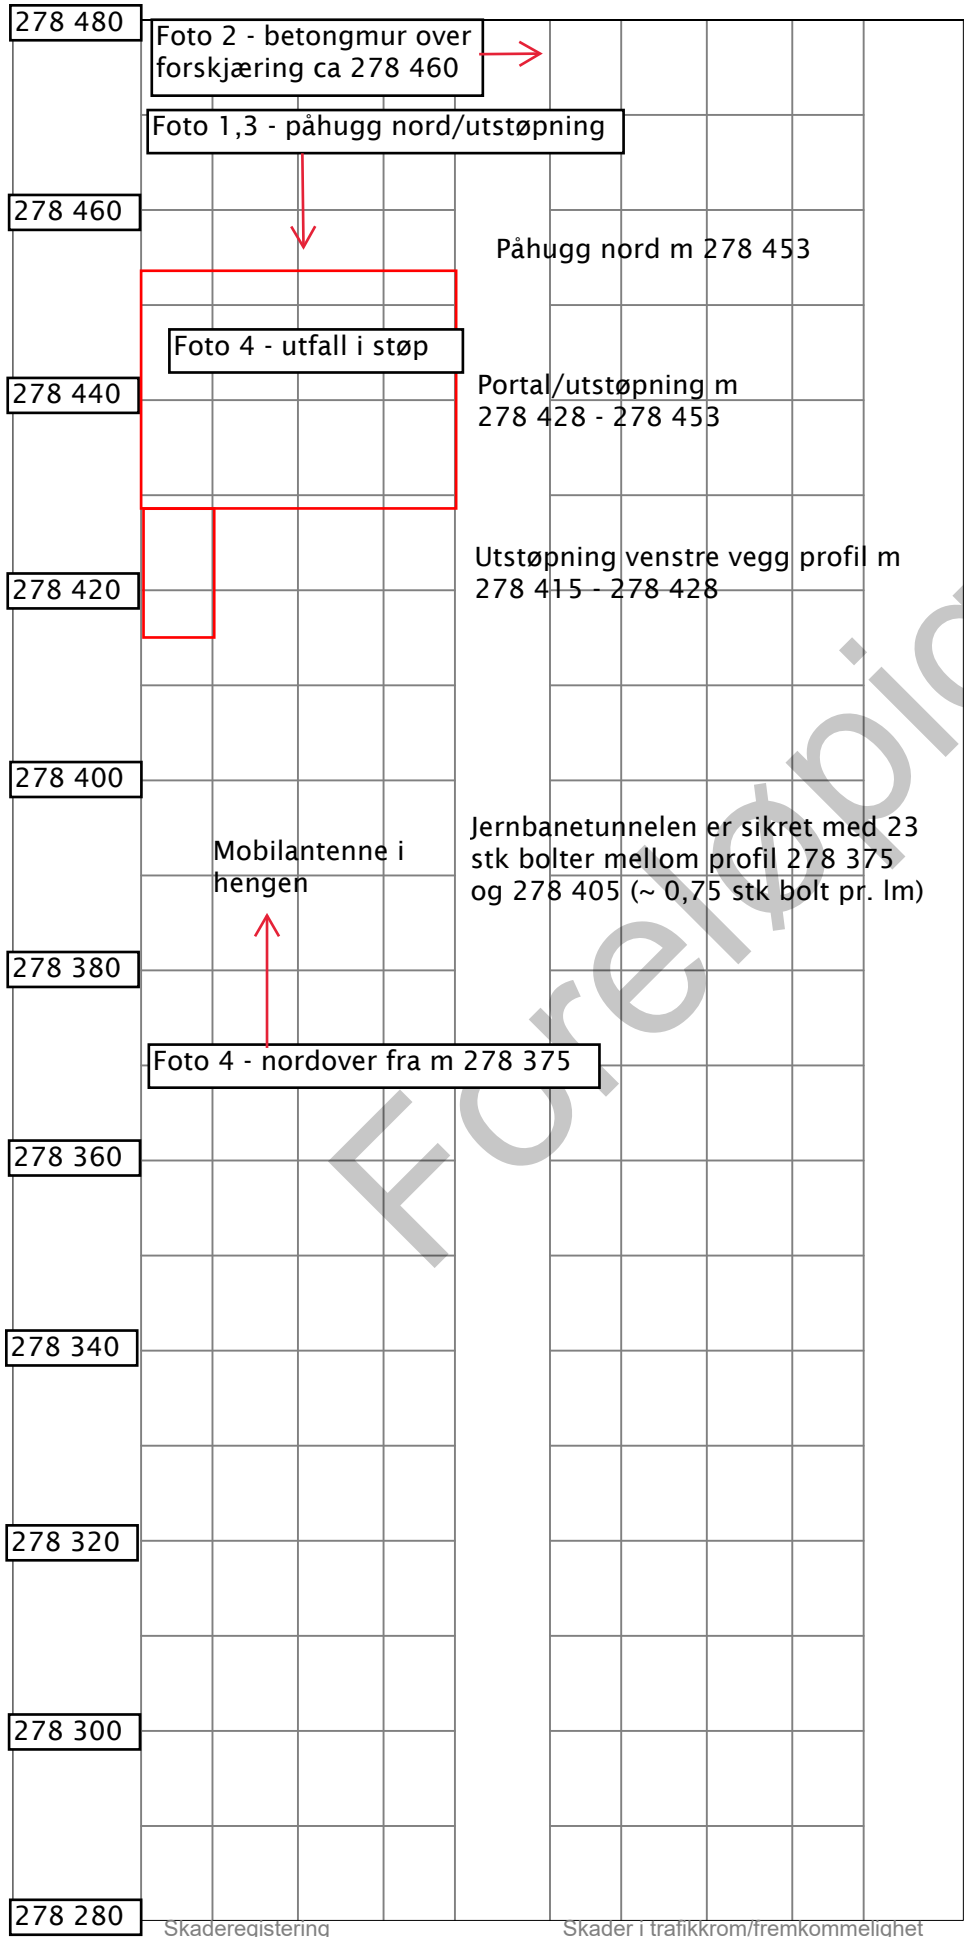 278 480
Foto 2 - betongmur over
forskjæring ca 278 460
Foto 1,3 - påhugg nord/utstøpning
278 460
Påhugg nord m 278 453
Foto 4 - utfall i støp
278 440
Portal/utstøpning m
278 428 - 278 453
Utstøpning venstre vegg profil m
278 415 - 278 428
278 420
278 400
Mobilantenne i
hengen
Jernbanetunnelen er sikret med 23
stk bolter mellom profil 278 375
og 278 405 (~ 0,75 stk bolt pr. lm)
278 380
Foto 4 - nordover fra m 278 375
278 360
278 340
278 320
278 300
278 280
Skaderegistering
Skader i trafikkrom/fremkommelighet
Foreløpig